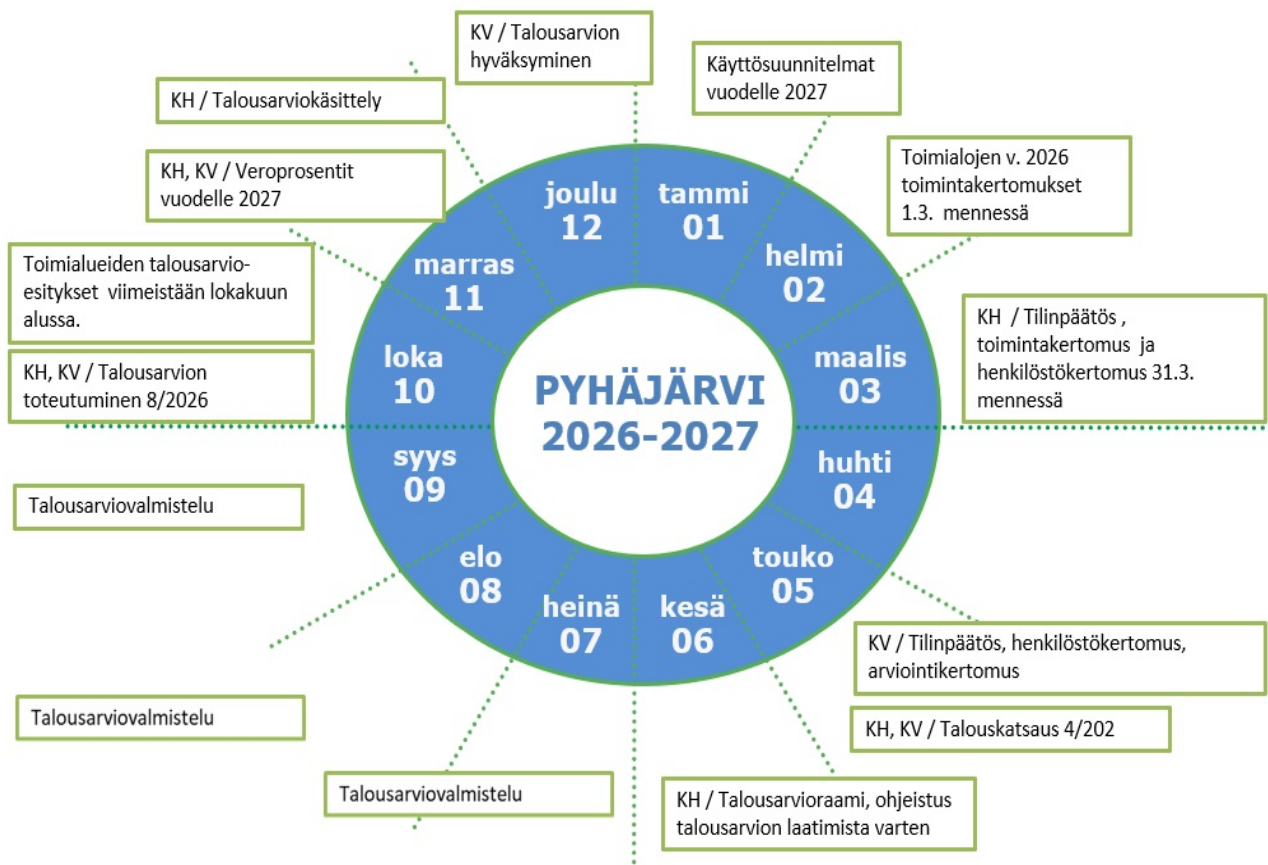 KV / Talousarvion
hyväksyminen
Käyttösuunnitelmat
vuodelle 2027
KH / Talousarviokäsittely
Toimialojen v. 2026
toimintakertomukset
1.3. mennessä
KH, KV / Veroprosentit
vuodelle 2027
Toimialueiden talousarvio-
esitykset viimeistään lokakuun
alussa.
KH / Tilinpäätös ,
toimintakertomus ja
henkilöstökertomus 31.3.
mennessä
KH, KV / Talousarvion
toteutuminen 8/2026
joulu
12
tammi
01
helmi
02
maalis
03
huhti
04
touko
05
kesä
06
heinä
07
elo
08
syys
09
loka
10
marras
11
PYHÄJÄRVI
2026-2027
Talousarviovalmistelu
Talousarviovalmistelu
Talousarviovalmistelu
KV / Tilinpäätös, henkilöstökertomus,
arviointikertomus
KH, KV / Talouskatsaus 4/202
KH / Talousarvioraami, ohjeistus
talousarvion laatimista varten